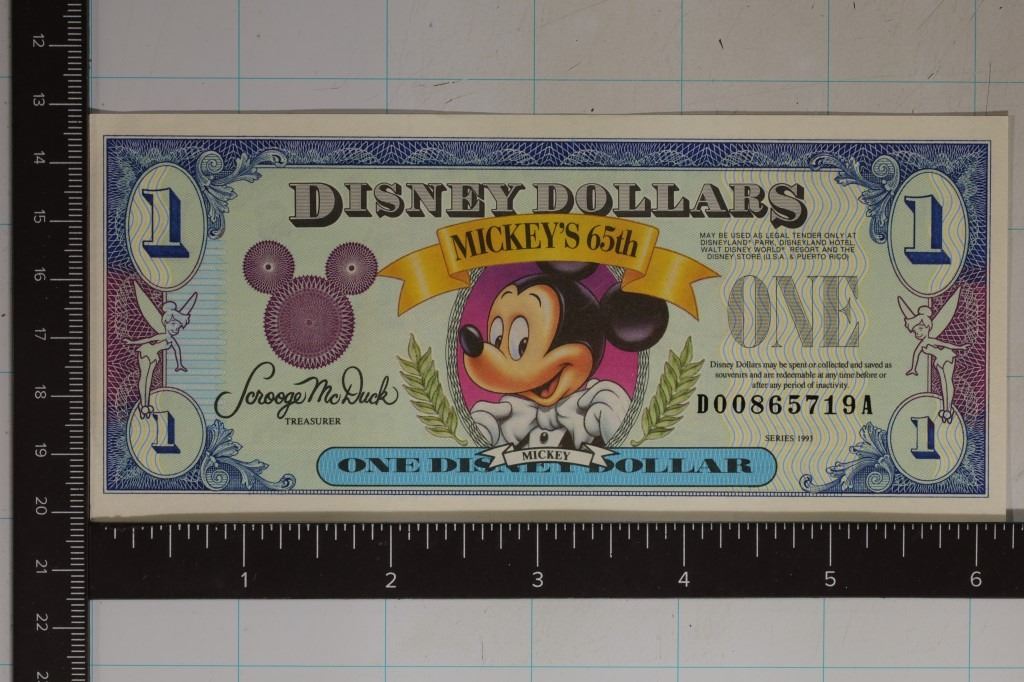 12
13
14
15
16
17
18
19
20
21
22
1
1
DISNEY DOLLARS
MICKEY'S 65th
MAY BE USED AS LEGAL TENDER ONLY AT
DISNEYLAND® PARK, DISNEYLAND HOTEL,
WALT DISNEY WORLD® RESORT AND THE
DISNEY STORE (U.S.A. & PUERTO RICO)
ONE
Disney Dollars may be spent or collected and saved as
souvenirs and are redeemable at any time before or
after any period of inactivity.
D00865719A
Scrooge McDuck
TREASURER
SERIES 1993
1
1
MICKEY
ONE DISNEY DOLLAR
1 2 3 4 5 6